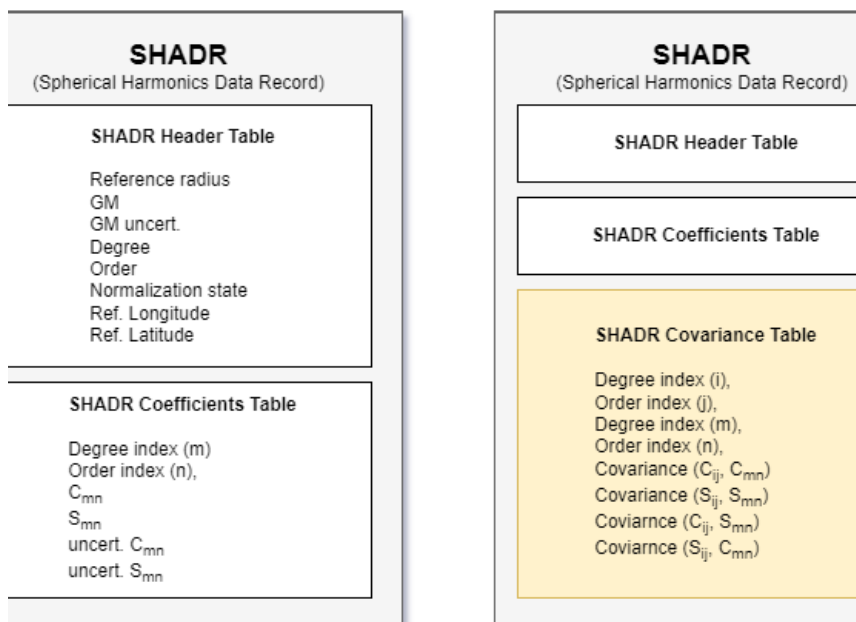 SHADR
(Spherical Harmonics Data Record)
SHADR Header Table
Reference radius
GM
GM uncert.
Degree
Order
Normalization state
Ref. Longitude
Ref. Latitude
SHADR Coefficients Table
Degree index (m)
Order index (n),
Cmn
Smn
uncert. Cmn
uncert. Smn
SHADR
(Spherical Harmonics Data Record)
SHADR Header Table
SHADR Coefficients Table
SHADR Covariance Table
Degree index (i),
Order index (j),
Degree index (m),
Order index (n),
Covariance (Cij, Cmn)
Covariance (Sij, Smn)
Coviarnce (Cij, Smn)
Coviarnce (Sij, Cmn)